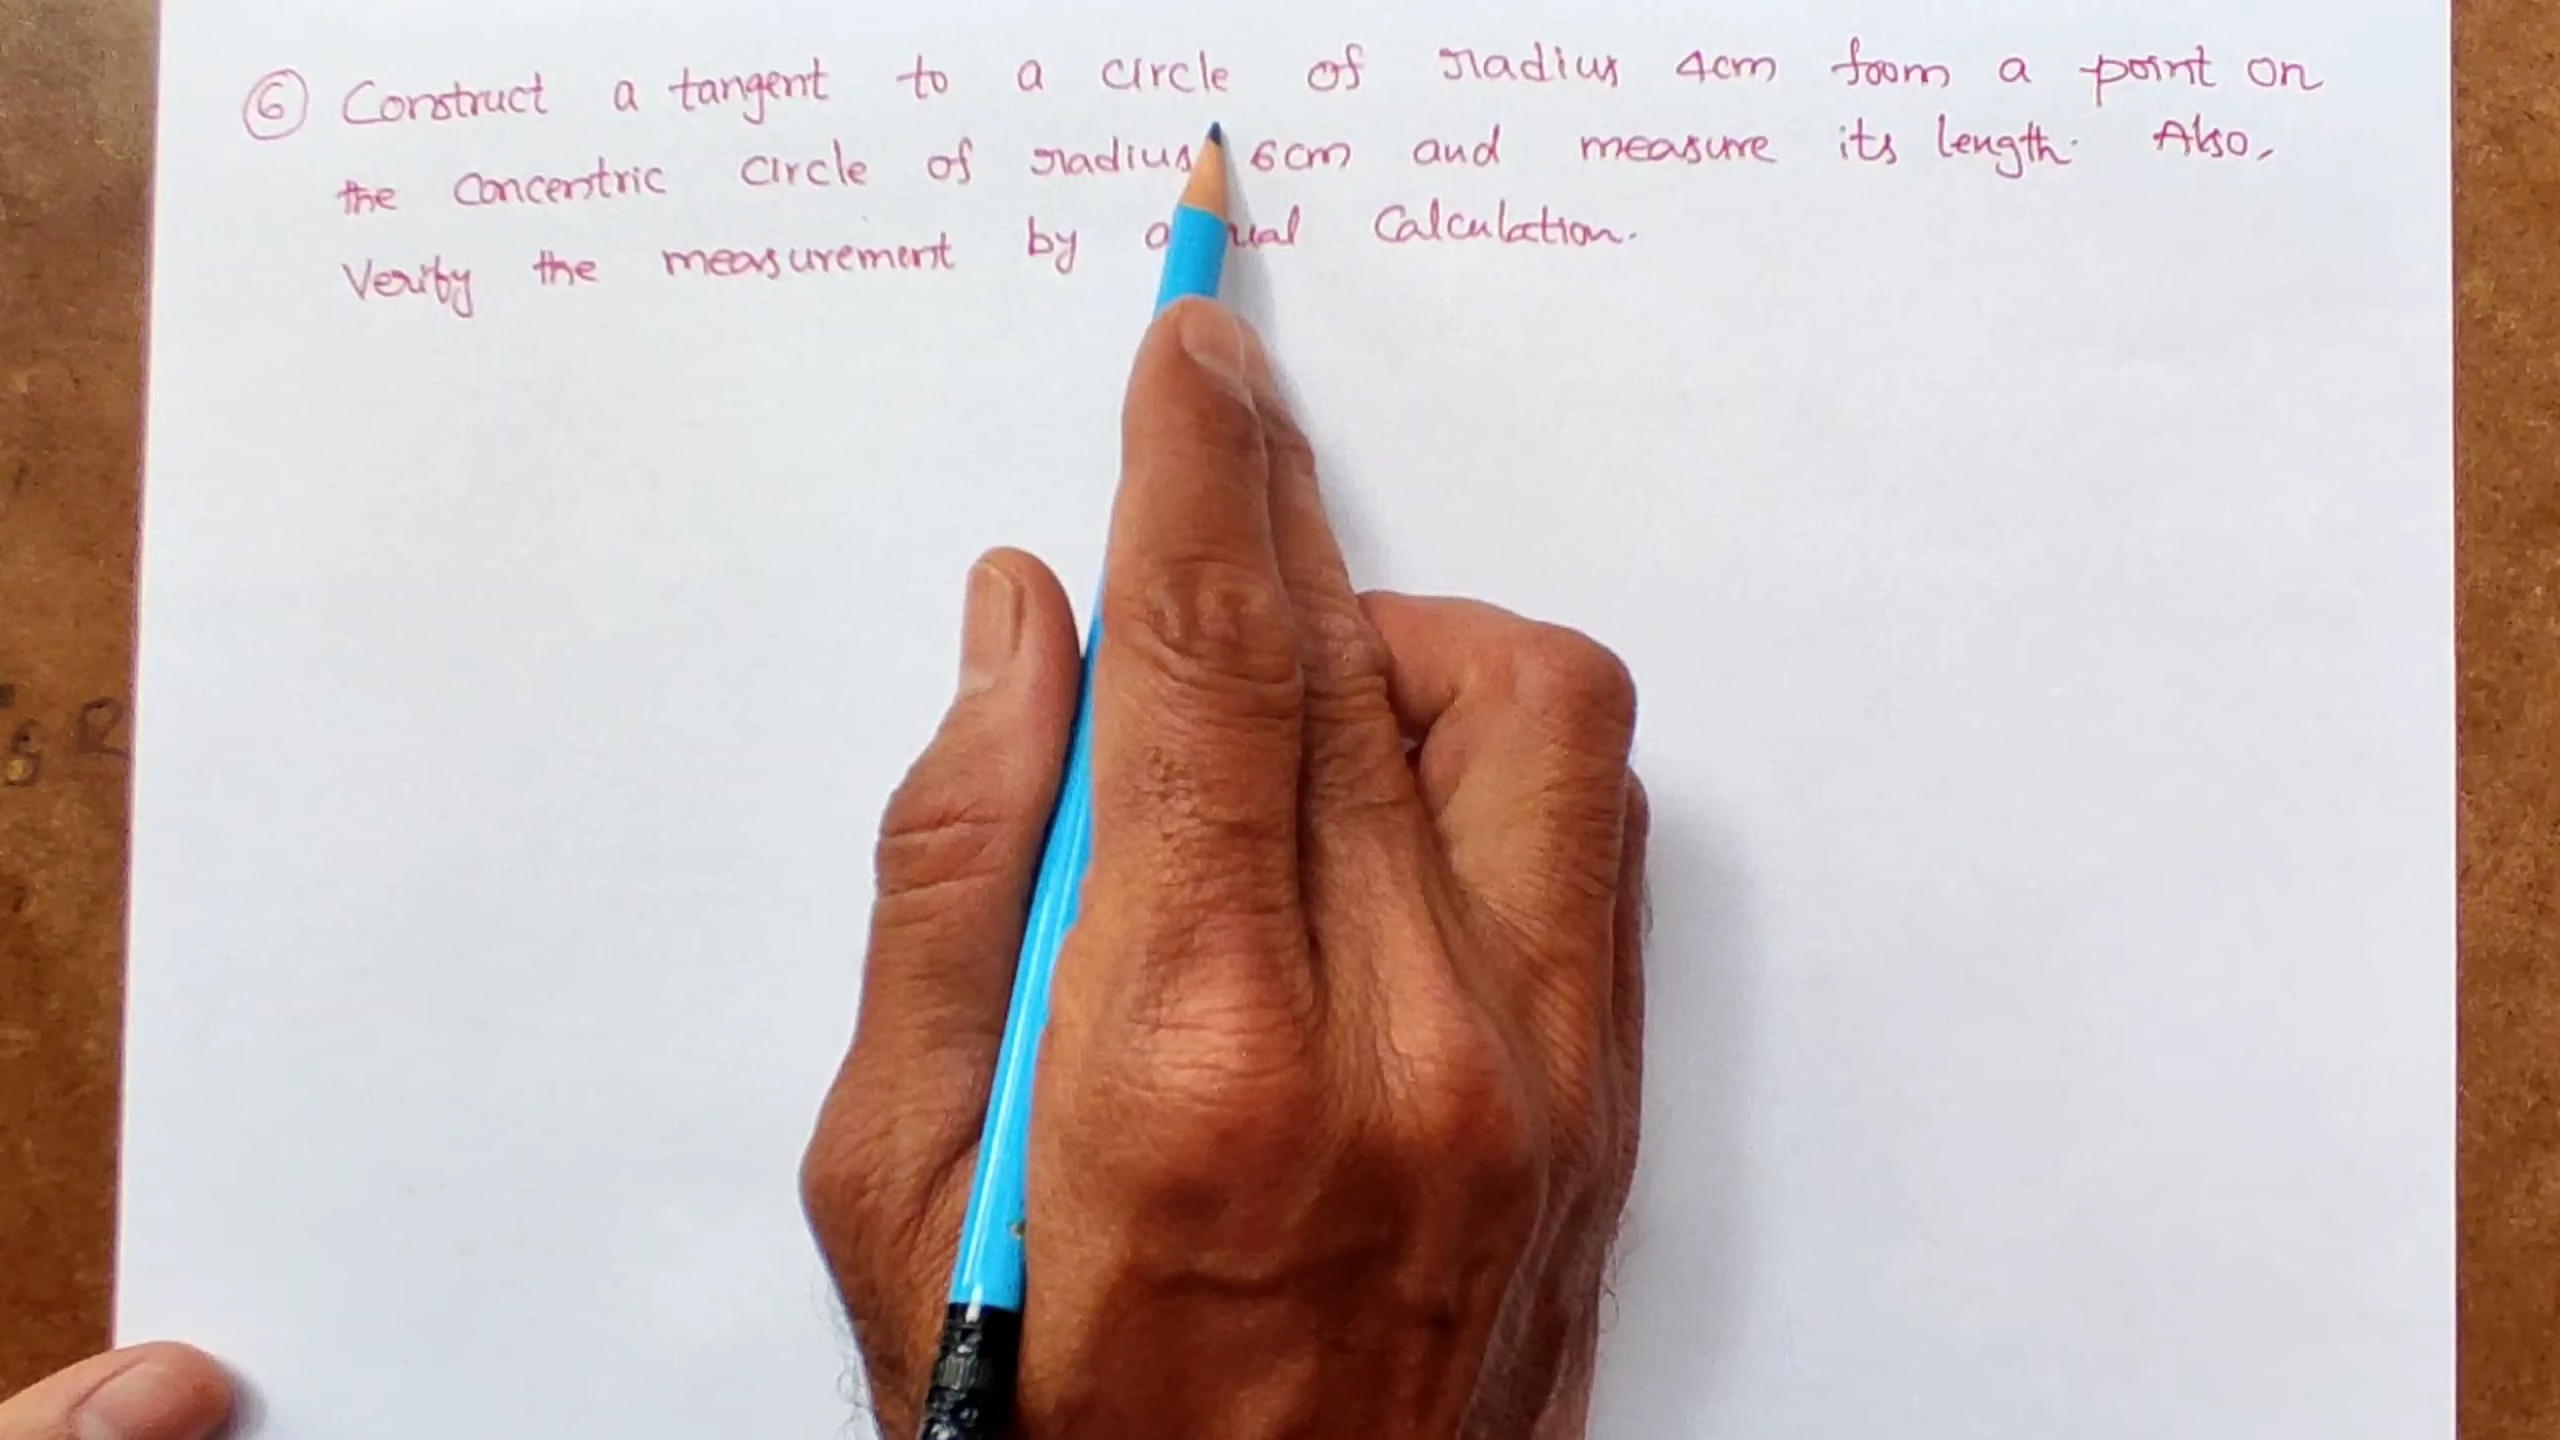 6 Construct a tangent to a circle of radius 4cm from a point on
the concentric circle of radius 6cm and measure its length. Also,
Verify the measurement by calculation.